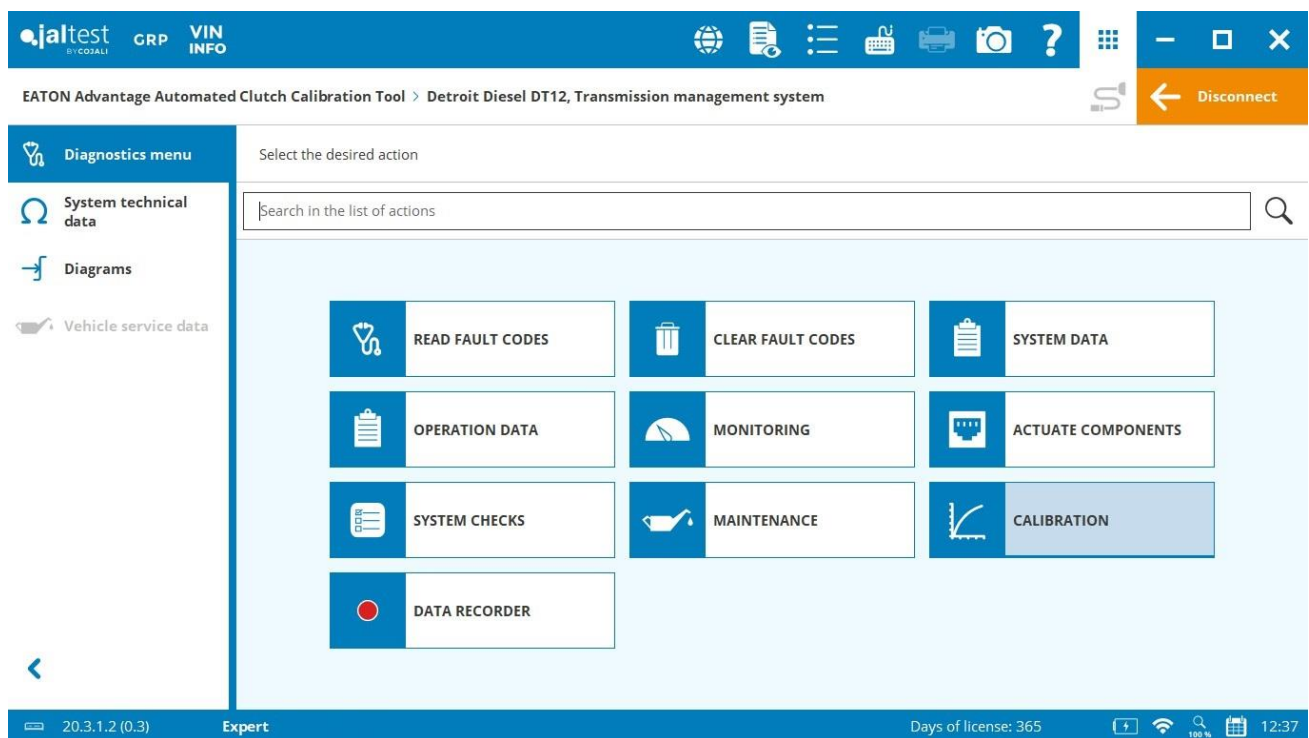 jaltest
BY COJALI
GRP
VIN
INFO
EATON Advantage Automated Clutch Calibration Tool > Detroit Diesel DT12, Transmission management system
Disconnect
Diagnostics menu
Select the desired action
System technical
data
Search in the list of actions
Diagrams
Vehicle service data
READ FAULT CODES
CLEAR FAULT CODES
SYSTEM DATA
OPERATION DATA
MONITORING
ACTUATE COMPONENTS
SYSTEM CHECKS
MAINTENANCE
CALIBRATION
DATA RECORDER
20.3.1.2 (0.3)
Expert
Days of license: 365
100 %
12:37